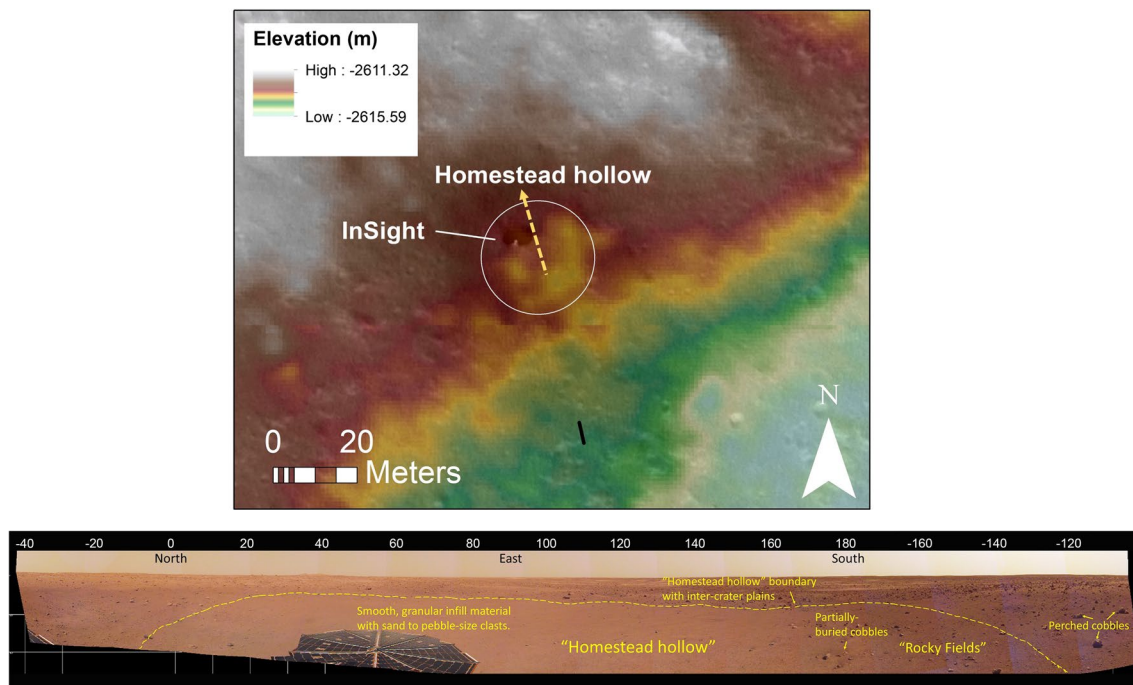 Elevation (m)
High : -2611.32
Low : -2615.59
Homestead hollow
InSight
0 20
Meters
N
-40 -20 0 20 40 60 80 100 120 140 160 180 -160 -140 -120
North East South
"Homestead hollow" boundary
with inter-crater plains
Smooth, granular infill material
with sand to pebble-size clasts.
Partially-
buried cobbles
Perched cobbles
"Homestead hollow"
"Rocky Fields"